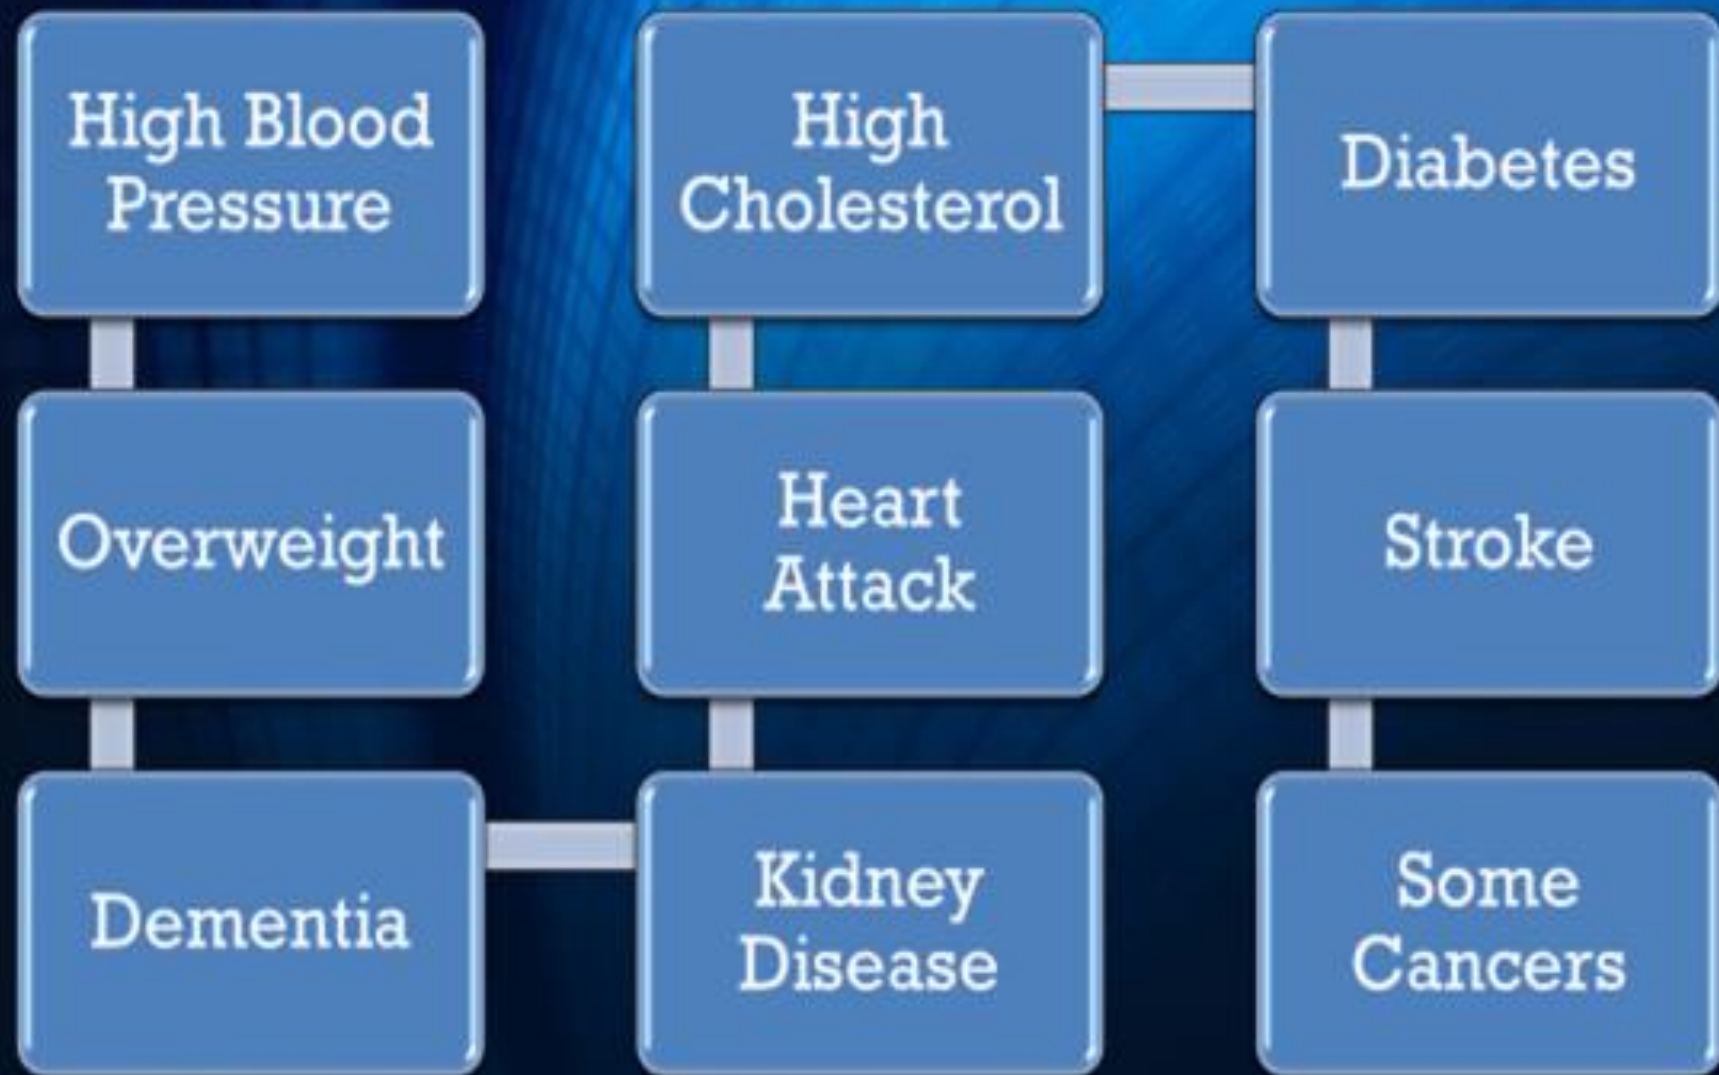 High Blood
Pressure
Overweight
Dementia
Kidney
Disease
Heart
Attack
High
Cholesterol
Diabetes
Stroke
Some
Cancers